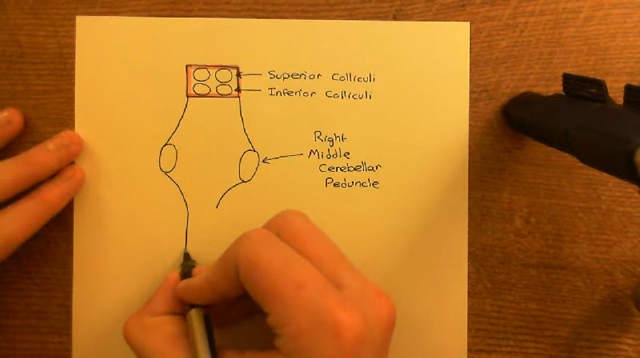 Superior Colliculi
Inferior Colliculi
Right
Middle
Cerebellar
Peduncle